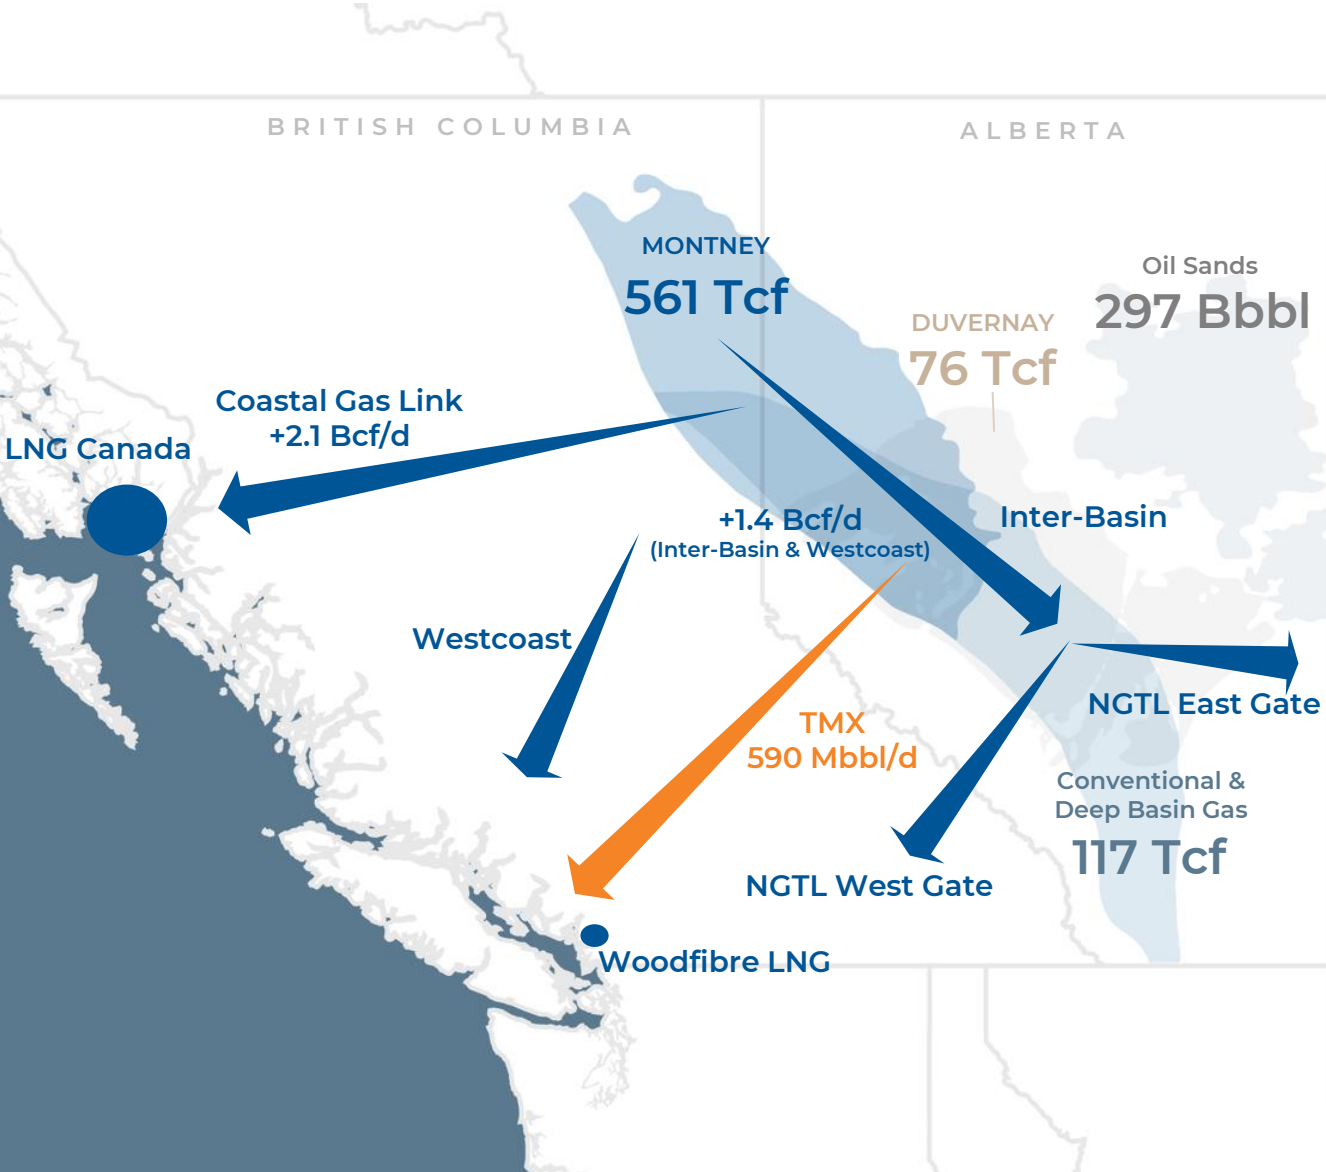 BRITISH COLUMBIA
ALBERTA
MONTNEY
561 Tcf
Oil Sands
297 Bbbl
DUVERNAY
76 Tcf
Coastal Gas Link
+2.1 Bcf/d
LNG Canada
+1.4 Bcf/d
(Inter-Basin & Westcoast)
Inter-Basin
Westcoast
TMX
590 Mbbl/d
NGTL East Gate
Conventional &
Deep Basin Gas
117 Tcf
NGTL West Gate
Woodfibre LNG